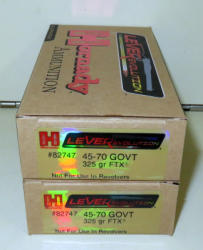 Hornady
AMMUNITION
LEVERevolution
H LEVERevolution
#82747 45-70 GOVT
325 gr FTX®
Not For Use In Revolvers
H LEVERevolution
#82747 45-70 GOVT
325 gr FTX®
Not For Use In Revolvers